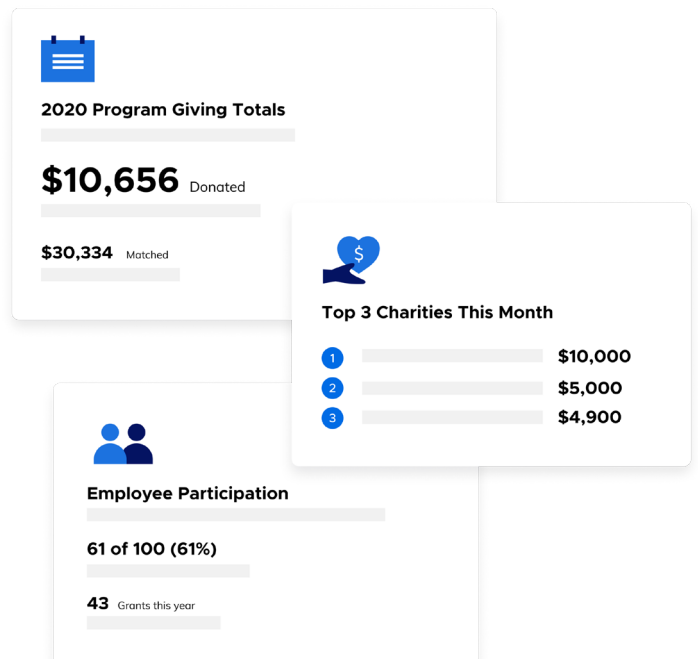 2020 Program Giving Totals
$10,656 Donated
$30,334 Matched
$
Top 3 Charities This Month
1 $10,000
2 $5,000
3 $4,900
Employee Participation
61 of 100 (61%)
43 Grants this year